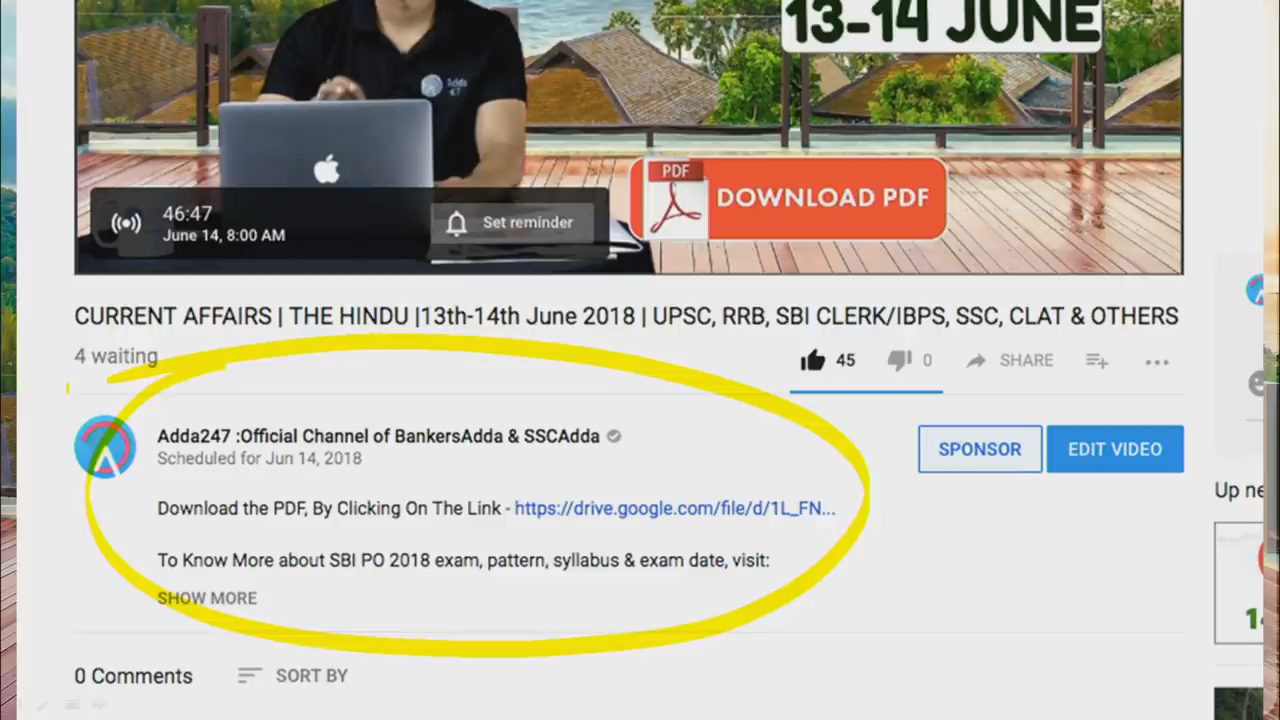 13-14 JUNE
Adda
247
PDF
DOWNLOAD PDF
46:47
June 14, 8:00 AM
Set reminder
CURRENT AFFAIRS | THE HINDU |13th-14th June 2018 | UPSC, RRB, SBI CLERK/IBPS, SSC, CLAT & OTHERS
4 waiting
45
0
SHARE
Adda247 :Official Channel of BankersAdda & SSCAdda
Scheduled for Jun 14, 2018
SPONSOR
EDIT VIDEO
Download the PDF, By Clicking On The Link - https://drive.google.com/file/d/1L_FN...
To Know More about SBI PO 2018 exam, pattern, syllabus & exam date, visit:
SHOW MORE
Up ne
0 Comments
SORT BY